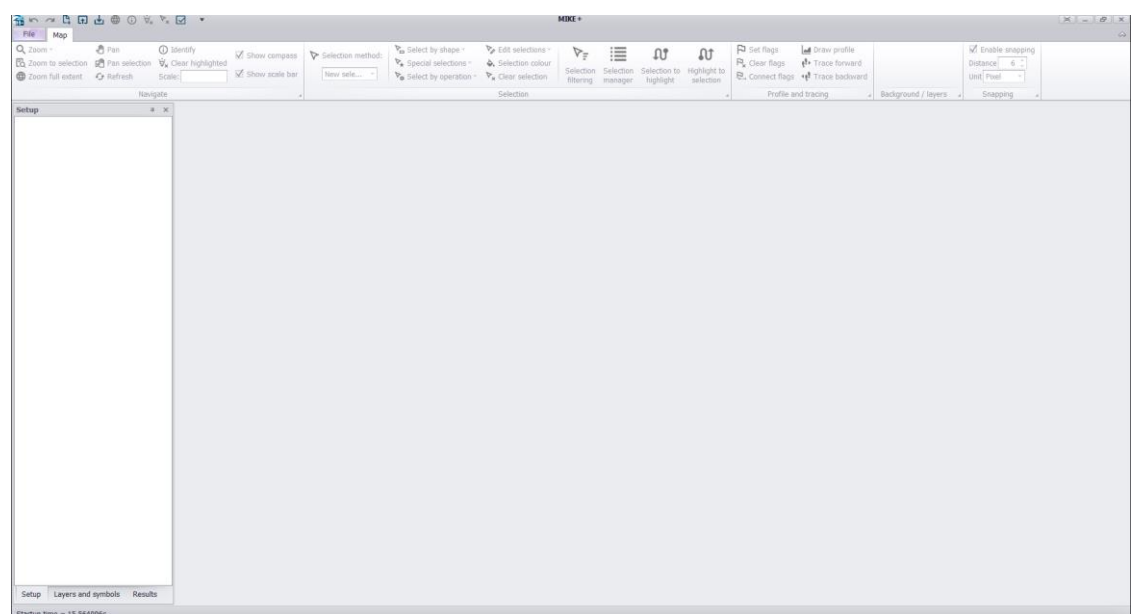 MIKE+
File Map
Zoom Pan Identify
Zoom to selection Pan selection Clear highlighted
Zoom full extent Refresh Scale:
Show compass
Show scale bar
Navigate
Selection method:
New sele...
Select by shape Edit selections
Special selections Selection colour
Select by operation Clear selection
Selection filtering
Selection manager
Selection to highlight
Highlight to selection
Selection
Set flags Draw profile
Clear flags Trace forward
Connect flags Trace backward
Profile and tracing
Background / layers
Enable snapping
Distance 6
Unit Pixel
Snapping
Setup
Setup Layers and symbols Results
Startup time =